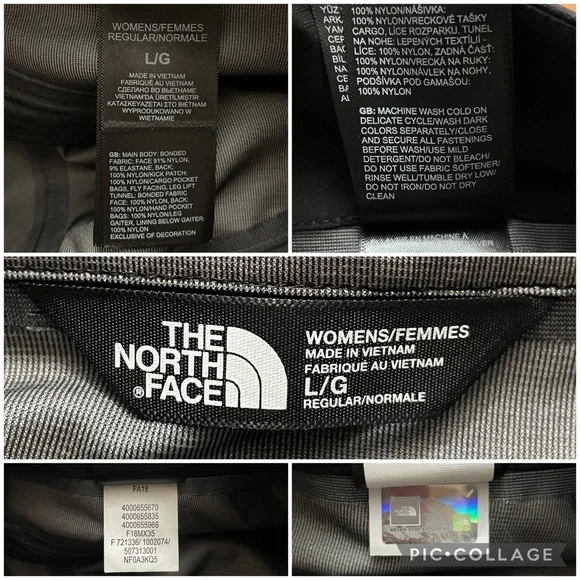 WOMENS/FEMMES
REGULAR/NORMALE
L/G
MADE IN VIETNAM
FABRIQUÉ AU VIETNAM
СДЕЛАНО ВО ВЬЕТНАМЕ
VIETNAM'DA ÜRETİLMİŞTİR
ΚΑΤΑΣΚΕΥΑΖΕΤΑΙ ΣΤΟ ΒΙΕΤΝΑΜ
WYPRODUKOWANO W
WIETNAMIE
GB: MAIN BODY: BONDED
FABRIC: FACE 91% NYLON,
9% ELASTANE, BACK:
100% NYLON/KICK PATCH:
100% NYLON/CARGO POCKET
BAGS, FLY FACING, LEG LIFT
TUNNEL: BONDED FABRIC
FACE: 100% NYLON, BACK:
100% NYLON/HAND POCKET
BAGS: 100% NYLON/LEG
GAITER, LINING BELOW GAITER:
100% NYLON
EXCLUSIVE OF DECORATION
100% NYLON/NÁŠIVKA:
100% NYLON/VRECKOVÉ TAŠKY
CARGO, LÍCE ROZPARKU, TUNEL
NA NOHE: LEPENÝCH TEXTÍLIÍ -
LÍCE: 100% NYLON, ZADNÁ ČASŤ:
100% NYLON/VRECKÁ NA RUKY:
100% NYLON/NÁVLEK NA NOHY,
PODŠÍVKA POD GAMAŠOU:
100% NYLON
GB: MACHINE WASH COLD ON
DELICATE CYCLE/WASH DARK
COLORS SEPARATELY/CLOSE
AND SECURE ALL FASTENINGS
BEFORE WASH/USE MILD
DETERGENT/DO NOT BLEACH/
DO NOT USE FABRIC SOFTENER/
RINSE WELL/TUMBLE DRY LOW/
DO NOT IRON/DO NOT DRY
CLEAN
THE
NORTH
FACE
®
WOMENS/FEMMES
MADE IN VIETNAM
FABRIQUÉ AU VIETNAM
L/G
REGULAR/NORMALE
FA18
4000655670
4000655835
4000655966
F18MX35
F 721336/ 1002074/
507313001
NF0A3KQ5
NEVER STOP
PIC•COLLAGE